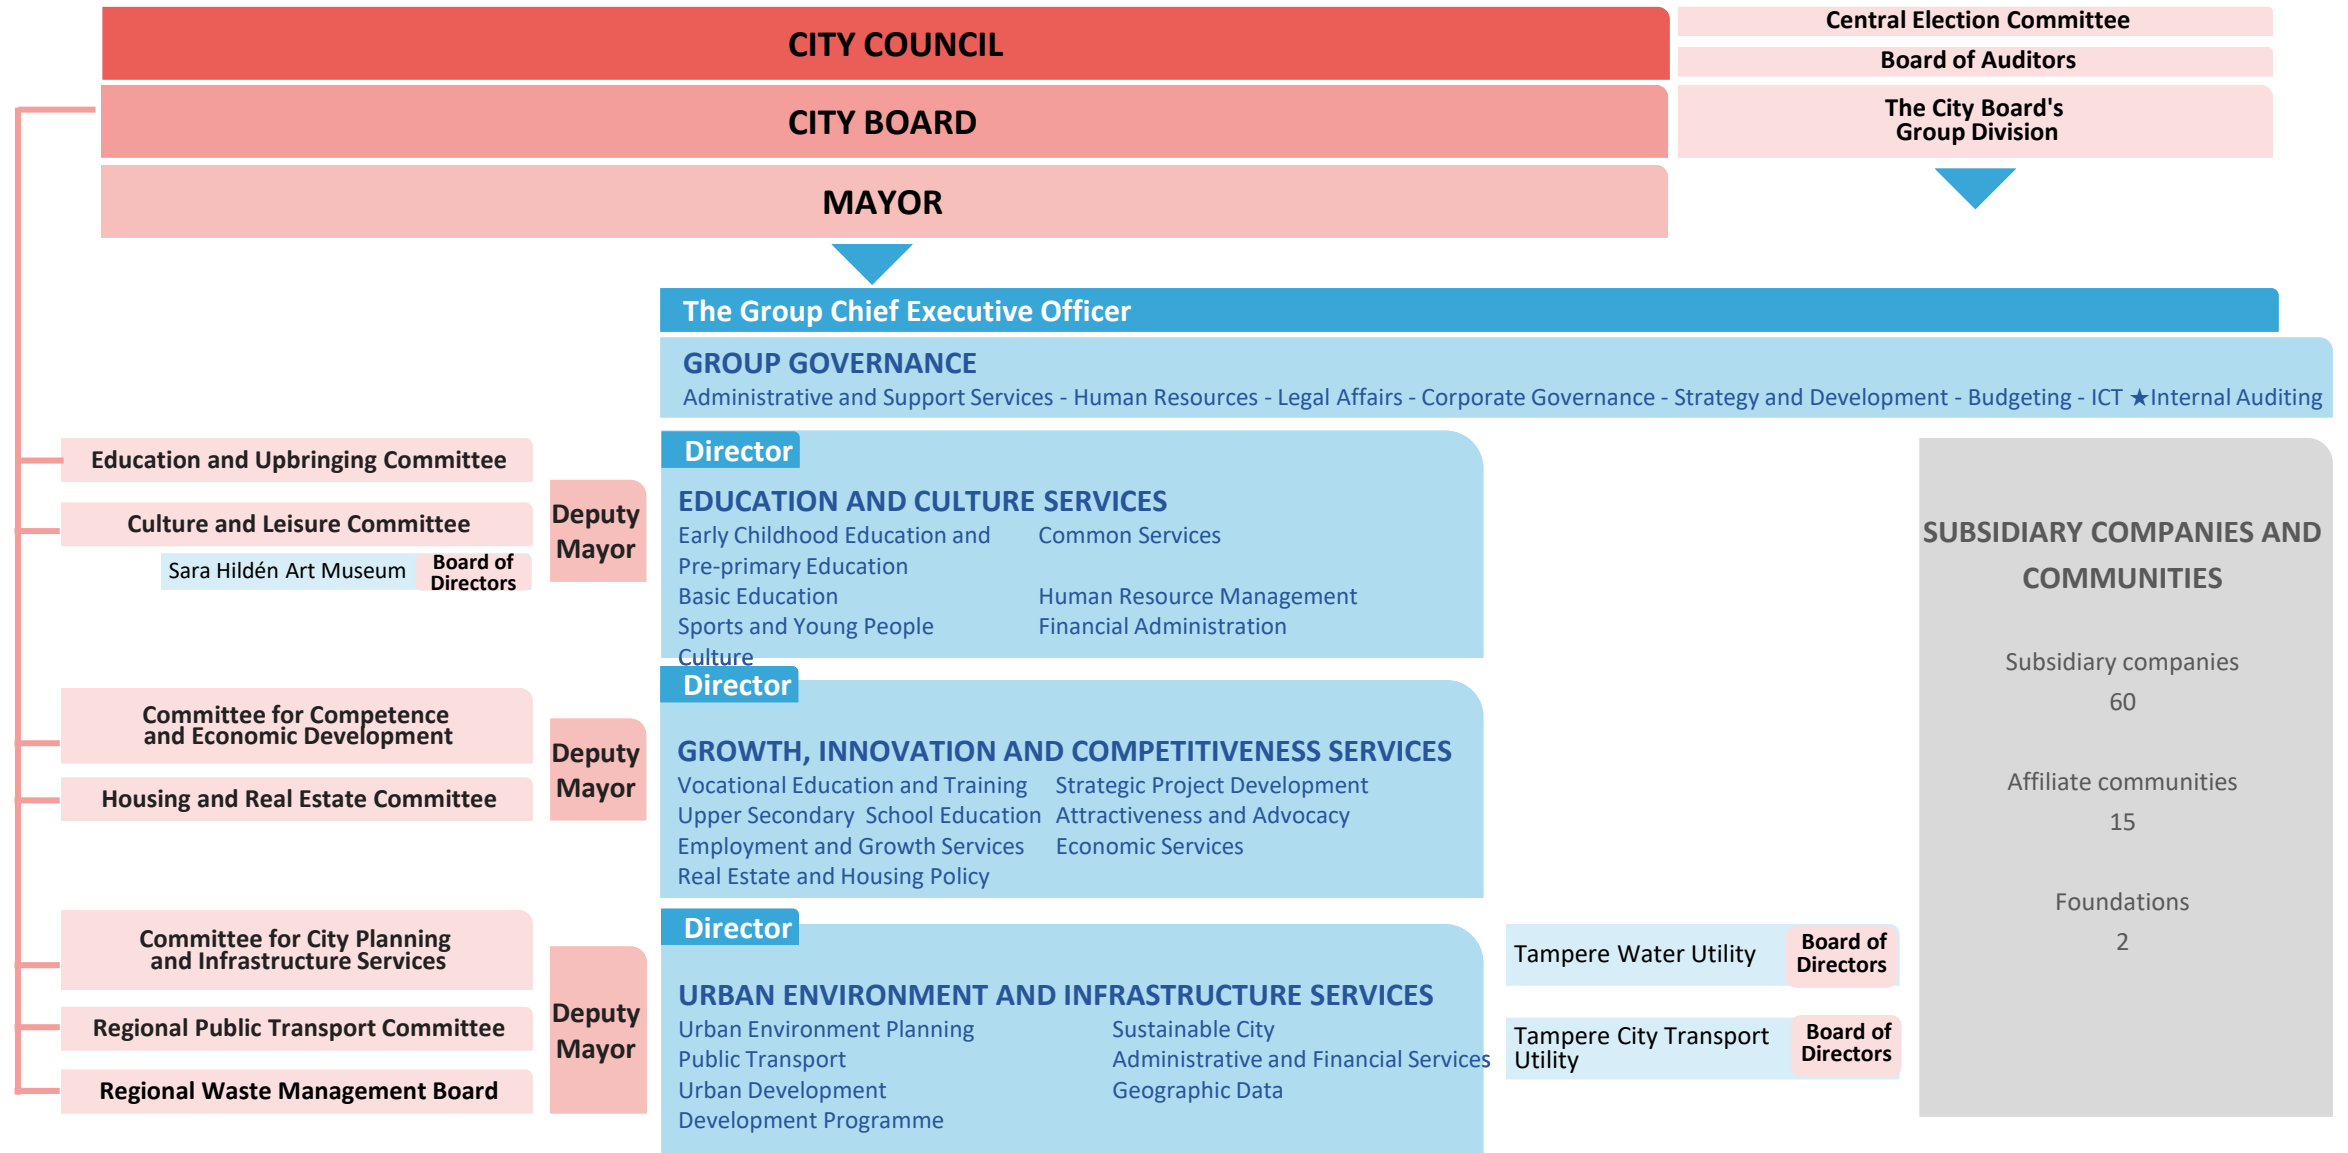 CITY COUNCIL
Central Election Committee
Board of Auditors
CITY BOARD
The City Board's
Group Division
MAYOR
The Group Chief Executive Officer
GROUP GOVERNANCE
Administrative and Support Services - Human Resources - Legal Affairs - Corporate Governance - Strategy and Development - Budgeting - ICT ★Internal Auditing
Education and Upbringing Committee
Culture and Leisure Committee
Sara Hildén Art Museum
Board of
Directors
Deputy
Mayor
Director
EDUCATION AND CULTURE SERVICES
Early Childhood Education and
Pre-primary Education
Basic Education
Sports and Young People
Culture
Common Services
Human Resource Management
Financial Administration
Committee for Competence
and Economic Development
Housing and Real Estate Committee
Deputy
Mayor
Director
GROWTH, INNOVATION AND COMPETITIVENESS SERVICES
Vocational Education and Training
Upper Secondary School Education
Employment and Growth Services
Real Estate and Housing Policy
Strategic Project Development
Attractiveness and Advocacy
Economic Services
Committee for City Planning
and Infrastructure Services
Regional Public Transport Committee
Regional Waste Management Board
Deputy
Mayor
Director
URBAN ENVIRONMENT AND INFRASTRUCTURE SERVICES
Urban Environment Planning
Public Transport
Urban Development
Development Programme
Sustainable City
Administrative and Financial Services
Geographic Data
Tampere Water Utility
Board of
Directors
Tampere City Transport
Utility
Board of
Directors
SUBSIDIARY COMPANIES AND
COMMUNITIES
Subsidiary companies
60
Affiliate communities
15
Foundations
2